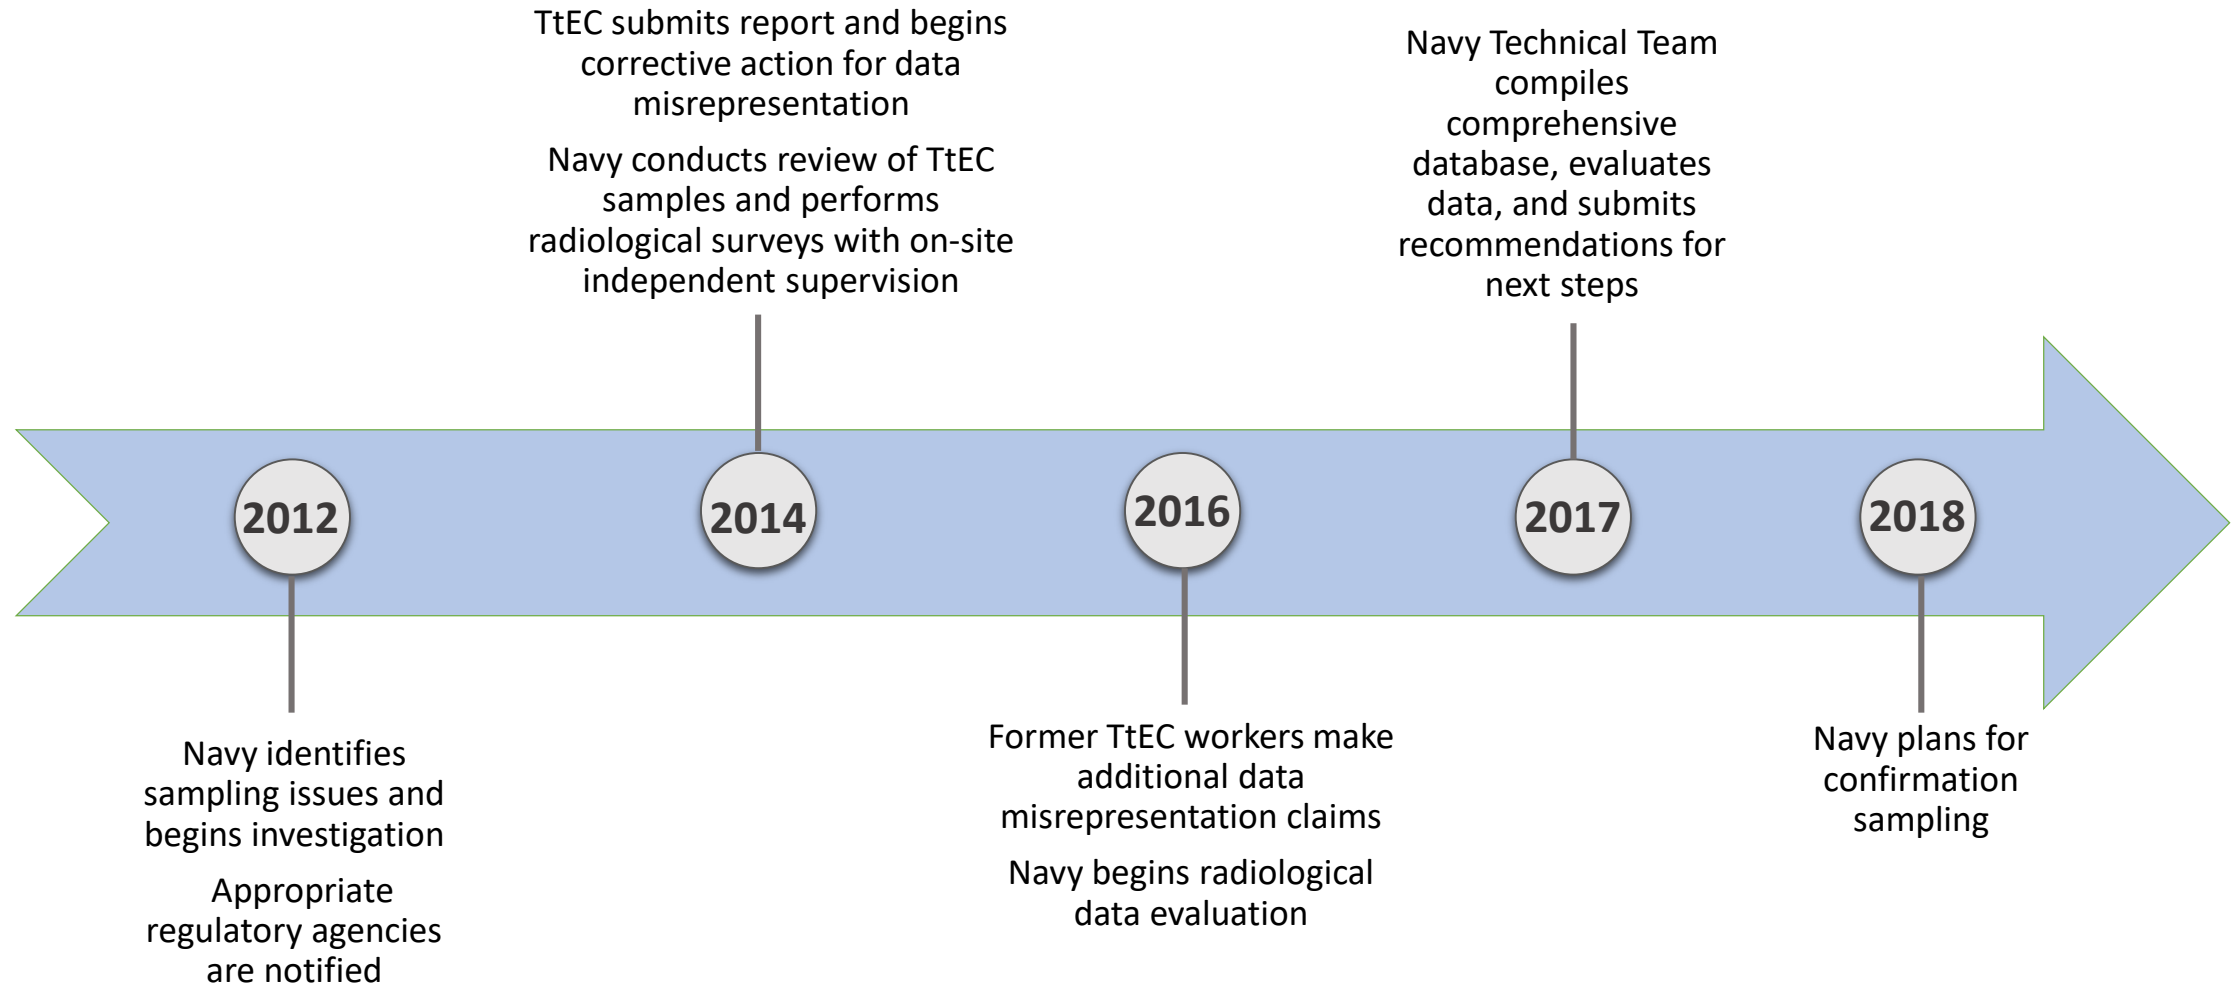 TtEC submits report and begins
corrective action for data
misrepresentation
Navy conducts review of TtEC
samples and performs
radiological surveys with on-site
independent supervision
Navy Technical Team
compiles
comprehensive
database, evaluates
data, and submits
recommendations for
next steps
2012
2014
2016
2017
2018
Navy identifies
sampling issues and
begins investigation
Appropriate
regulatory agencies
are notified
Former TtEC workers make
additional data
misrepresentation claims
Navy begins radiological
data evaluation
Navy plans for
confirmation
sampling